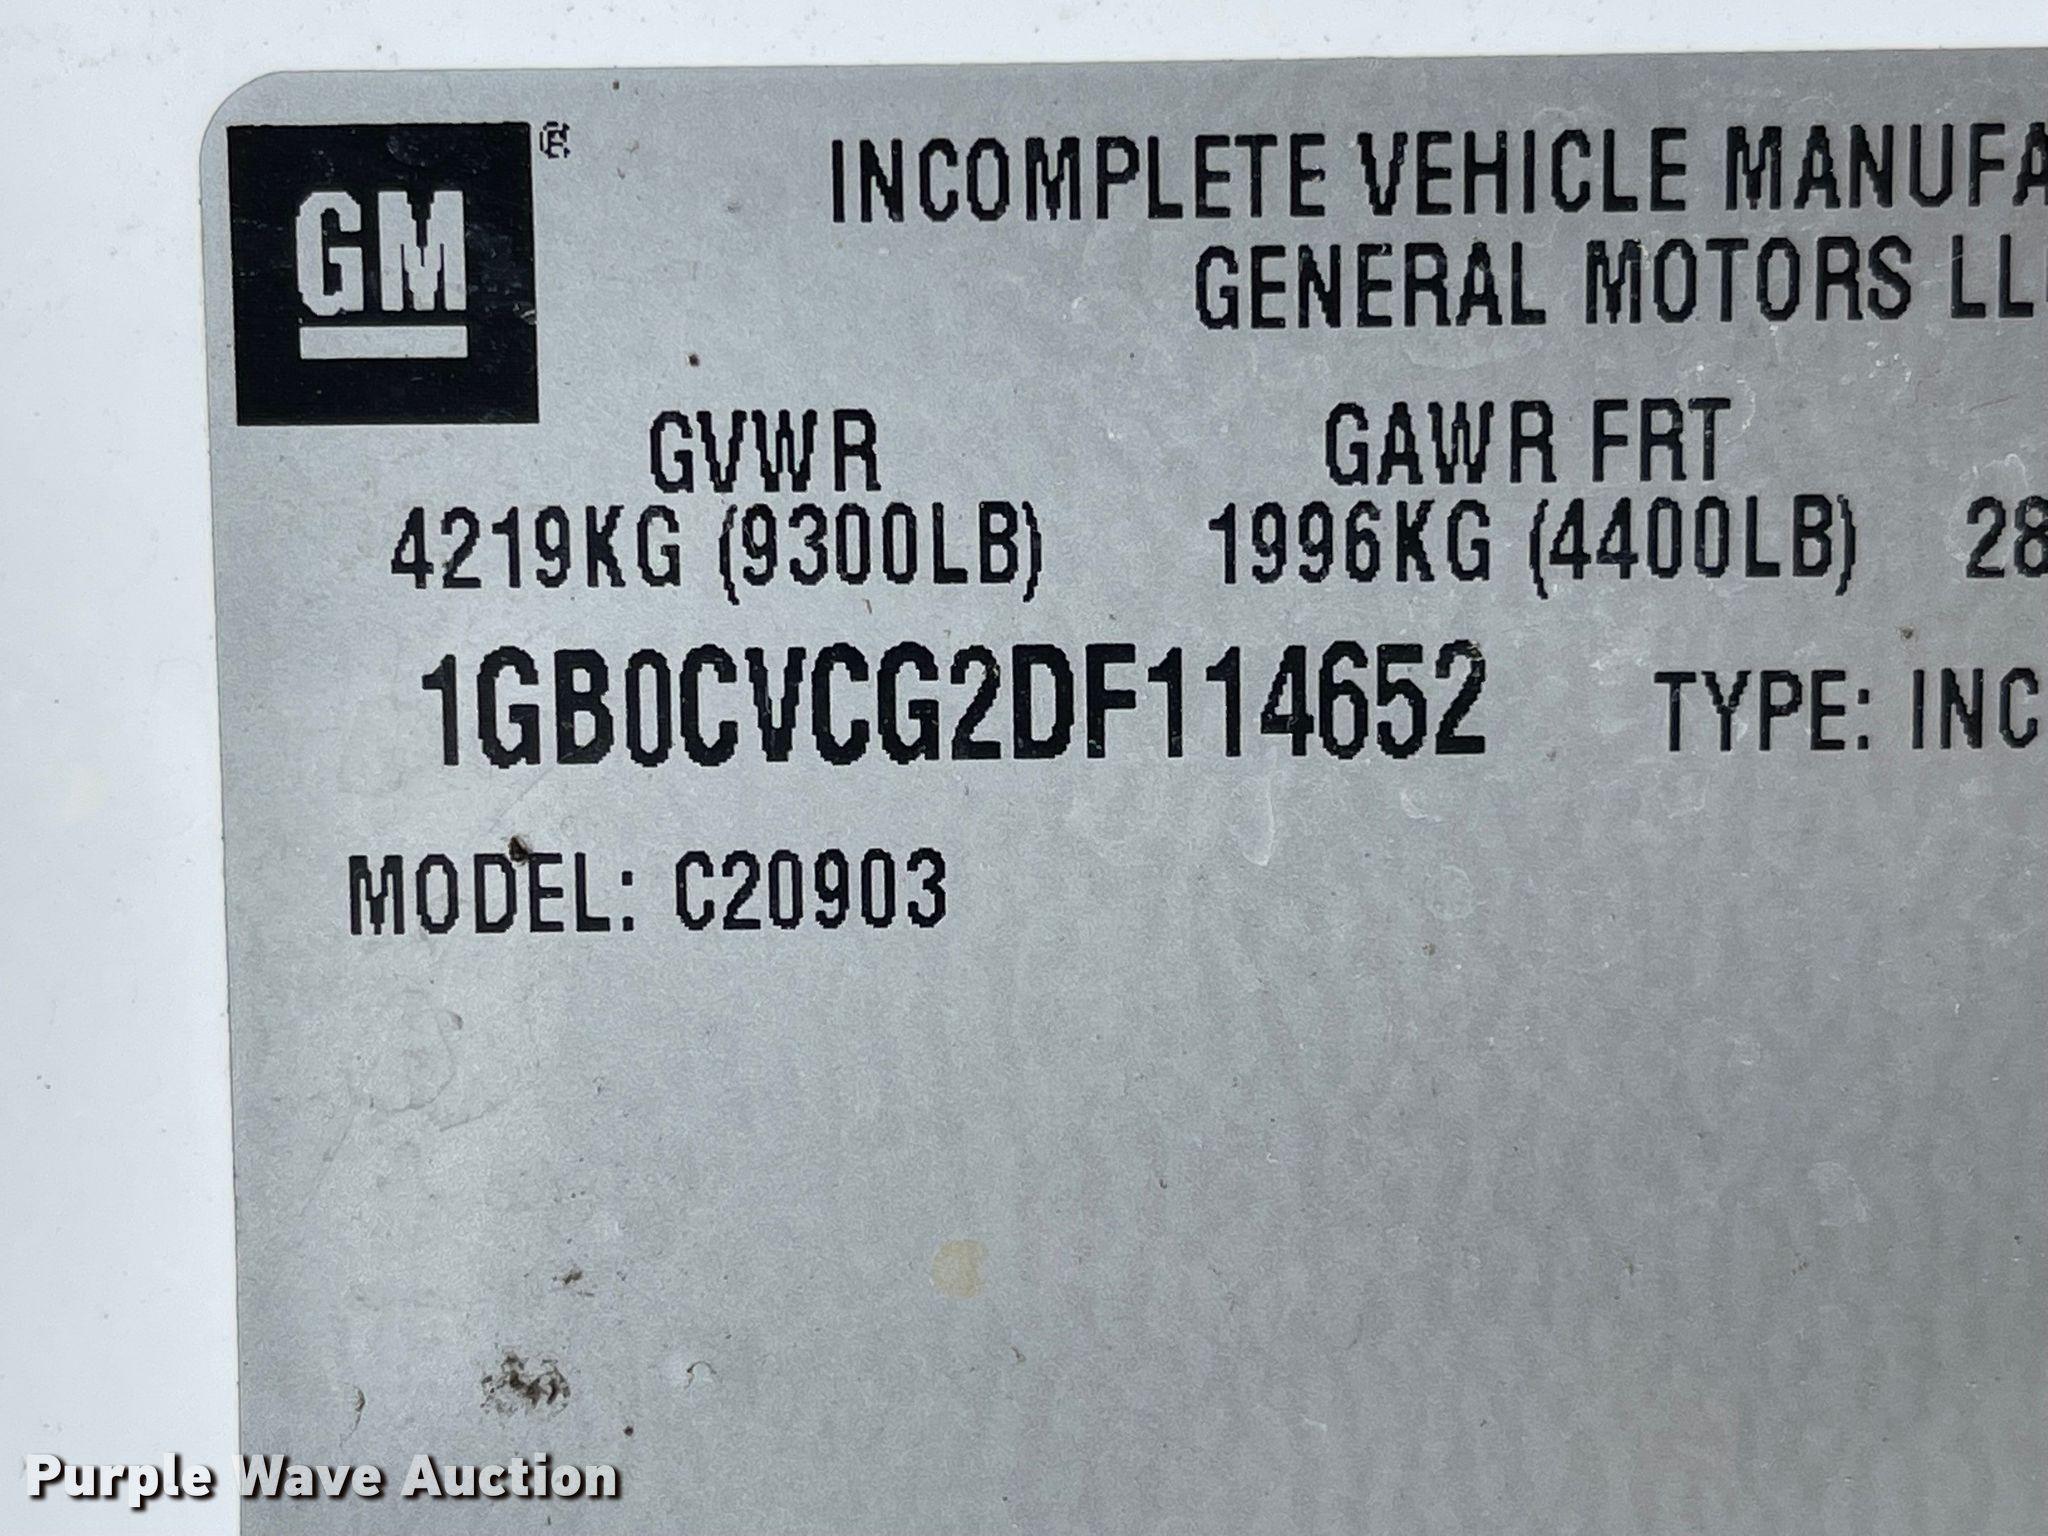 GM ®
INCOMPLETE VEHICLE MANUFA
GENERAL MOTORS LL
GVWR GAWR FRT
4219KG (9300LB) 1996KG (4400LB) 28
1GB0CVCG2DF114652 TYPE: INC
MODEL: C20903
Purple Wave Auction